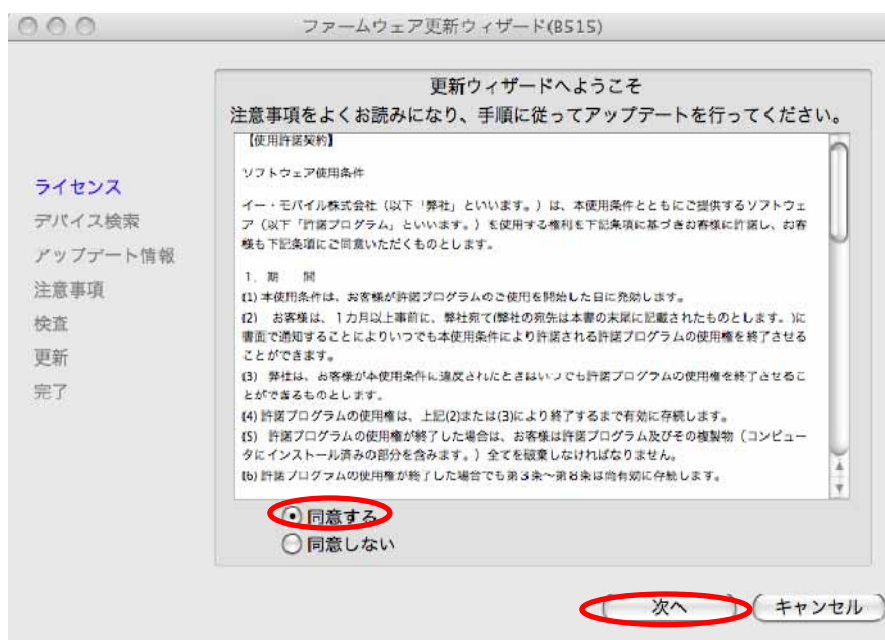 ファームウェア更新ウィザード(B515)
更新ウィザードへようこそ
注意事項をよくお読みになり、手順に従ってアップデートを行ってください。
ライセンス
デバイス検索
アップデート情報
注意事項
検査
更新
完了
【使用許諾契約】
ソフトウェア使用条件
イー・モバイル株式会社（以下「弊社」といいます。）は、本使用条件とともにご提供するソフトウェ
ア（以下「許諾プログラム」といいます。）を使用する権利を下記条項に基づきお客様に許諾し、お客
様も下記条項にご同意いただくものとします。
1. 期 間
(1) 本使用条件は、お客様が許諾プログラムのご使用を開始した日に発効します。
(2) お客様は、1カ月以上事前に、弊社宛て(弊社の宛先は本書の末尾に記載されたものとします。)に
書面で通知することによりいつでも本使用条件により許諾される許諾プログラムの使用権を終了させる
ことができます。
(3) 弊社は、お客様が本使用条件に違反されたときはいつでも許諾プログラムの使用権を終了させるこ
とができるものとします。
(4) 許諾プログラムの使用権は、上記(2)または(3)により終了するまで有効に存続します。
(5) 許諾プログラムの使用権が終了した場合は、お客様は許諾プログラム及びその複製物（コンピュー
タにインストール済みの部分を含みます。）全てを破棄しなければなりません。
(6) 許諾プログラムの使用権が終了した場合でも第３条〜第８条は尚有効に存続します。
同意する
同意しない
次へ
キャンセル